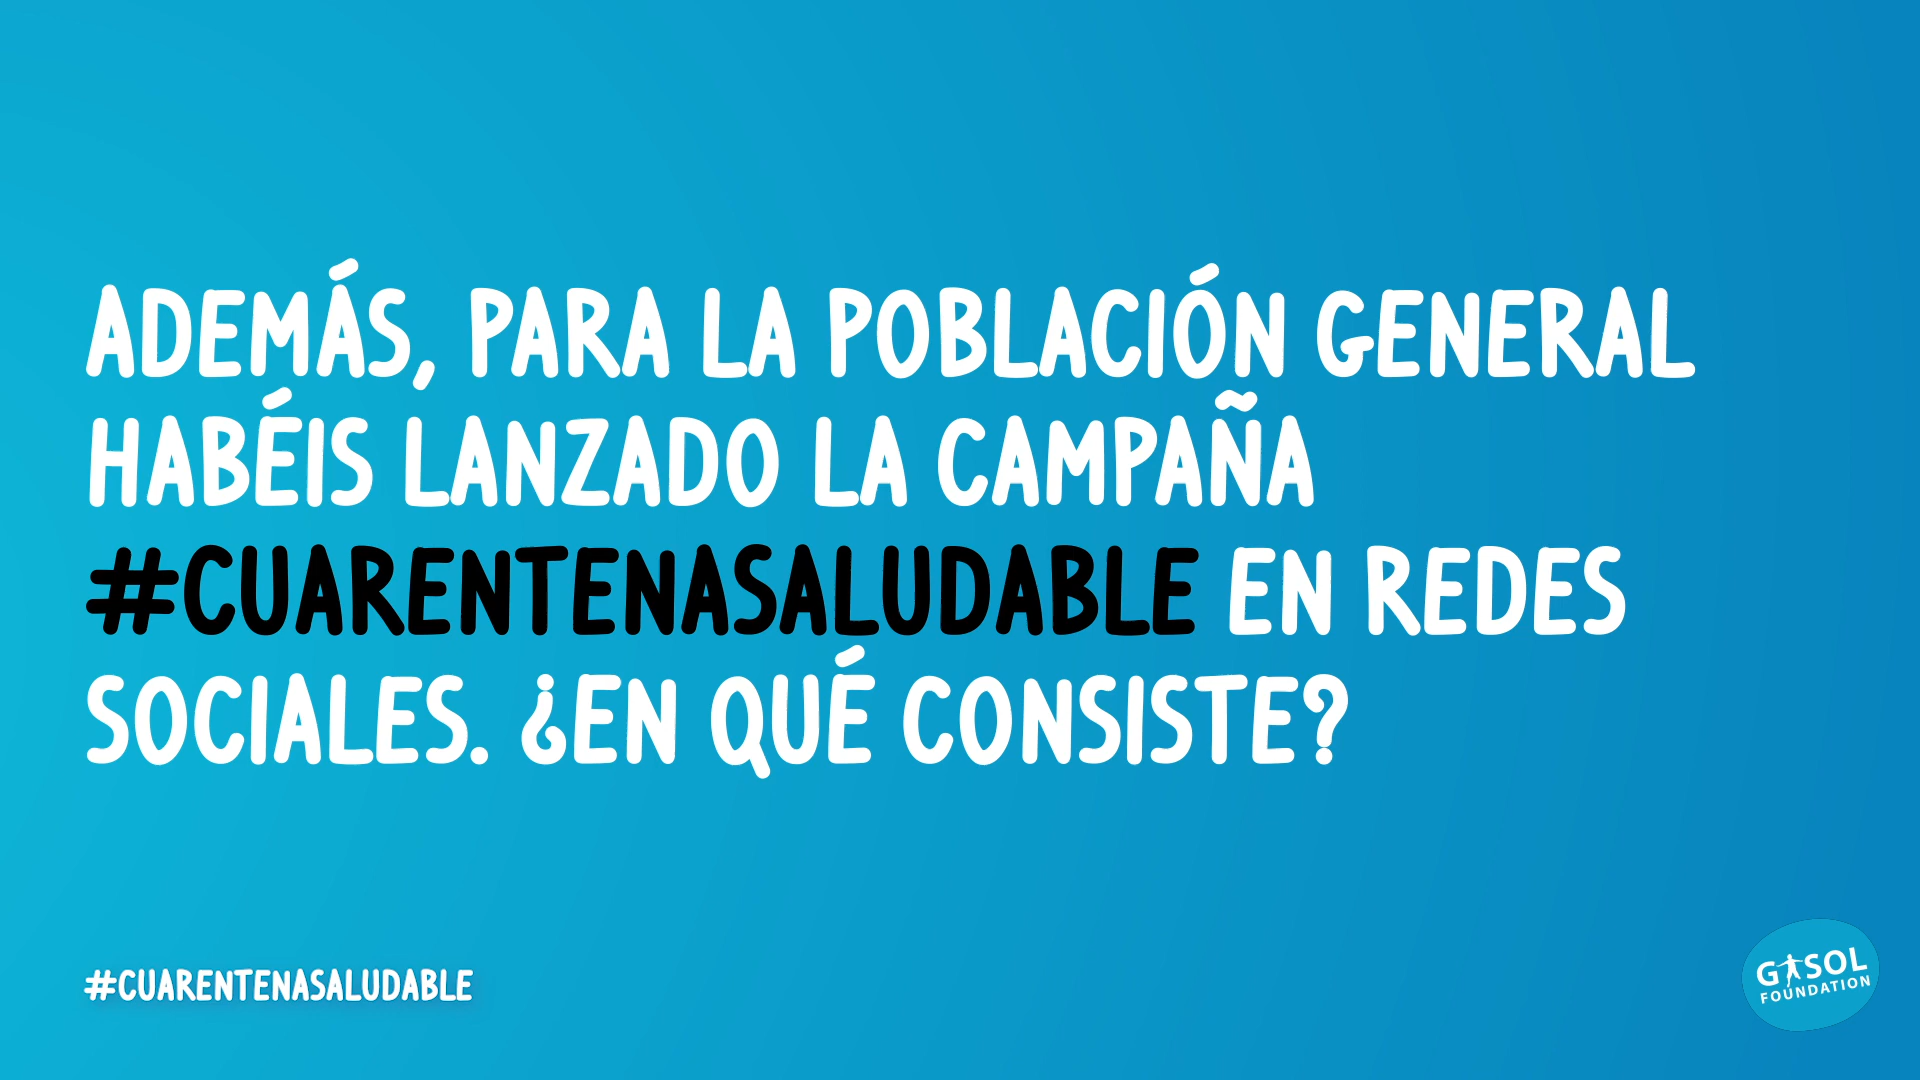 ADEMÁS, PARA LA POBLACIÓN GENERAL
HABÉIS LANZADO LA CAMPAÑA
#CUARENTENASALUDABLE EN REDES
SOCIALES. ¿EN QUÉ CONSISTE?
#CUARENTENASALUDABLE
GASOL
FOUNDATION